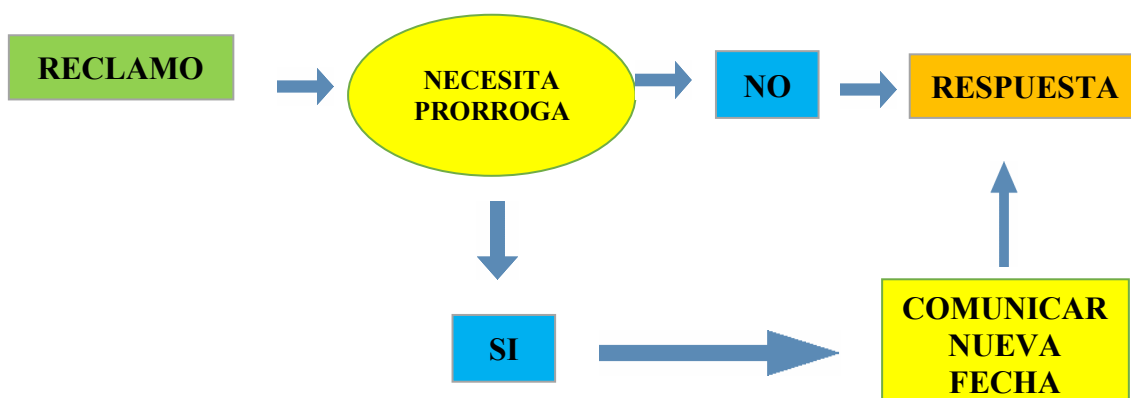 RECLAMO
NECESITA
PRORROGA
NO
RESPUESTA
SI
COMUNICAR
NUEVA
FECHA